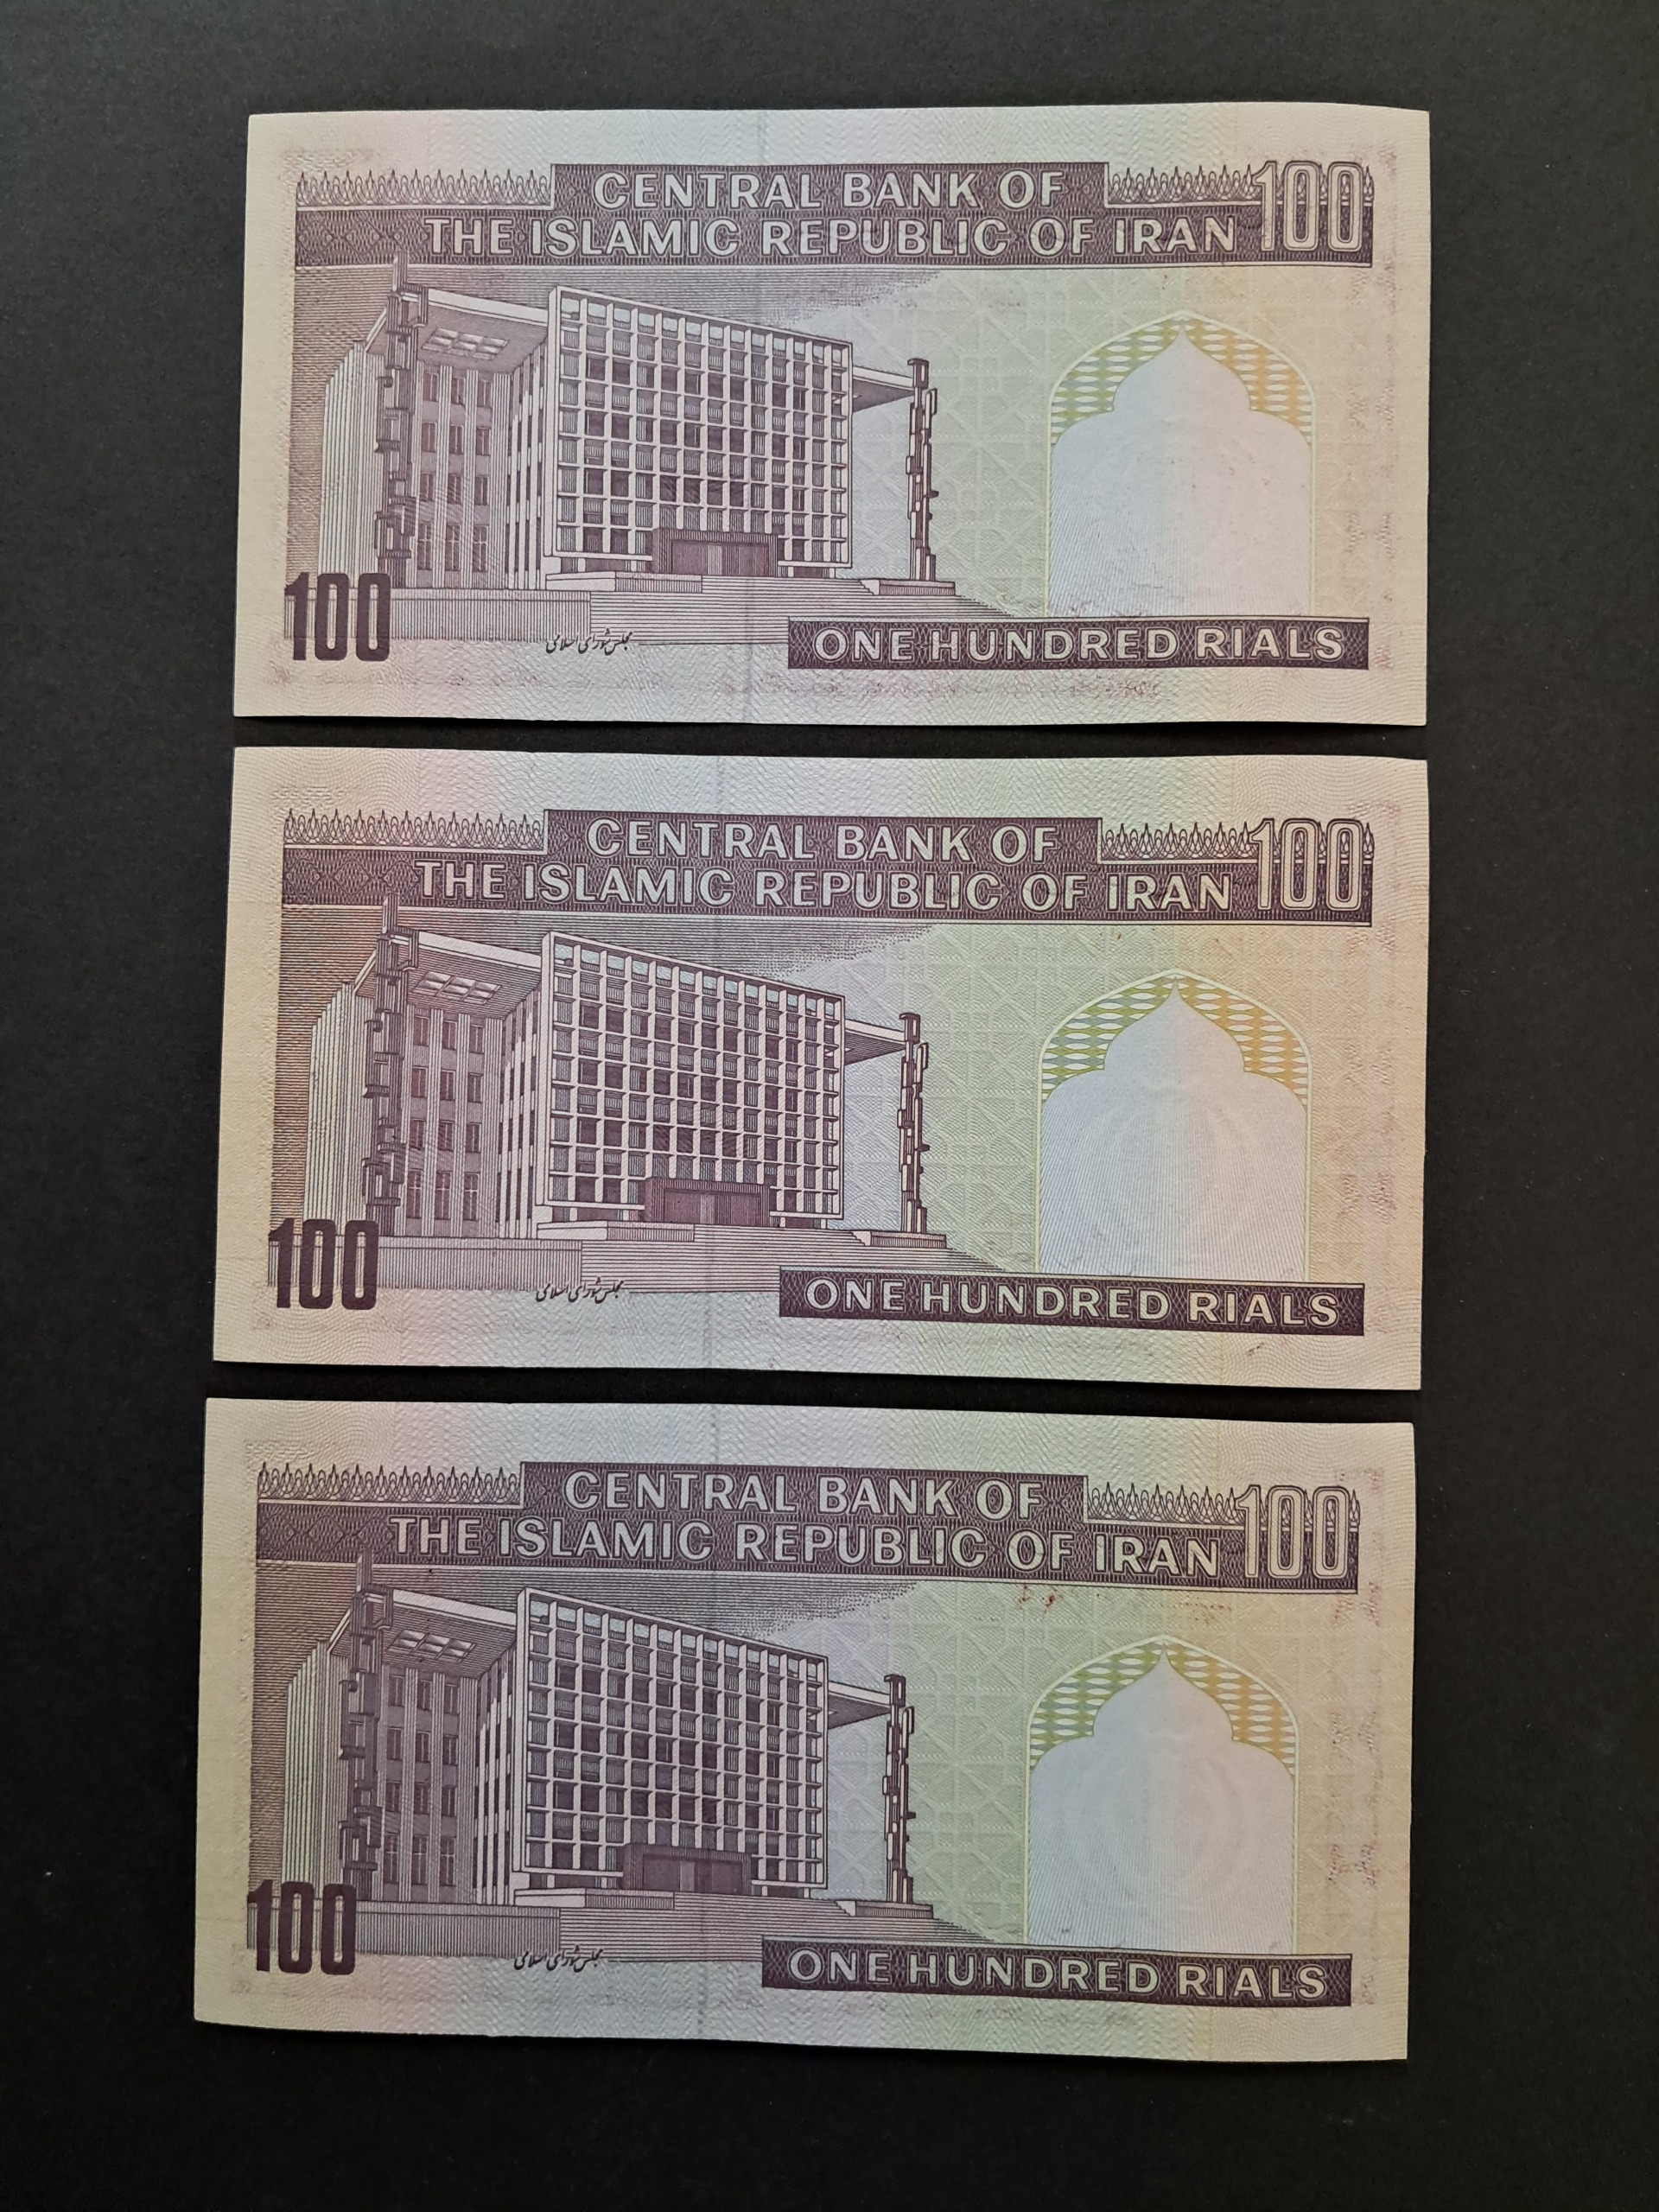 CENTRAL BANK OF
THE ISLAMIC REPUBLIC OF IRAN 100
100
مجلس شورای اسلامی
ONE HUNDRED RIALS
CENTRAL BANK OF
THE ISLAMIC REPUBLIC OF IRAN 100
100
مجلس شورای اسلامی
ONE HUNDRED RIALS
CENTRAL BANK OF
THE ISLAMIC REPUBLIC OF IRAN 100
100
مجلس شورای اسلامی
ONE HUNDRED RIALS